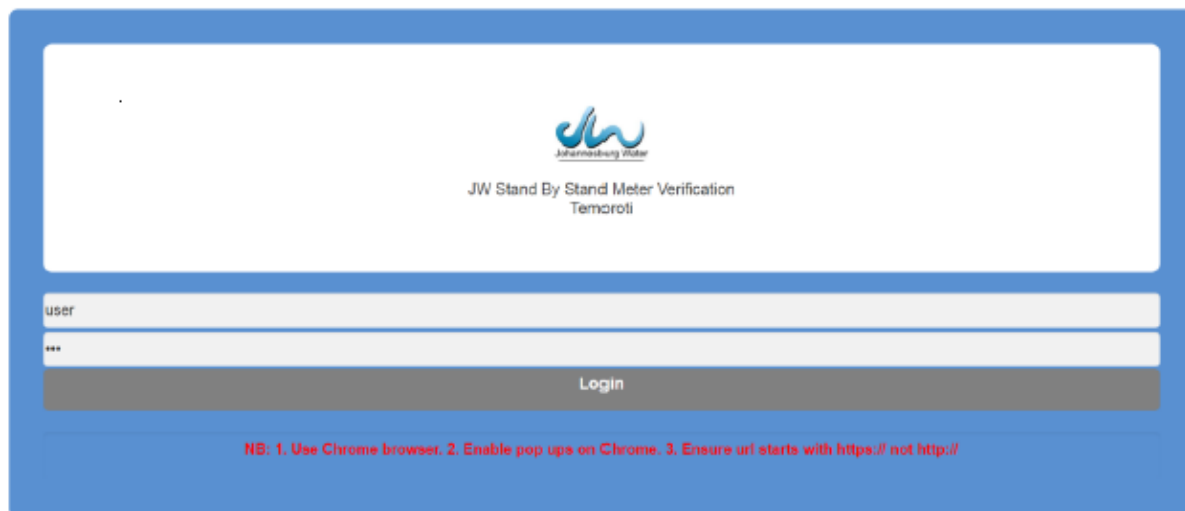 Johannesburg Water
JW Stand By Stand Meter Verification
Temoroti
user
•••
Login
NB: 1. Use Chrome browser. 2. Enable pop ups on Chrome. 3. Ensure url starts with https:// not http://